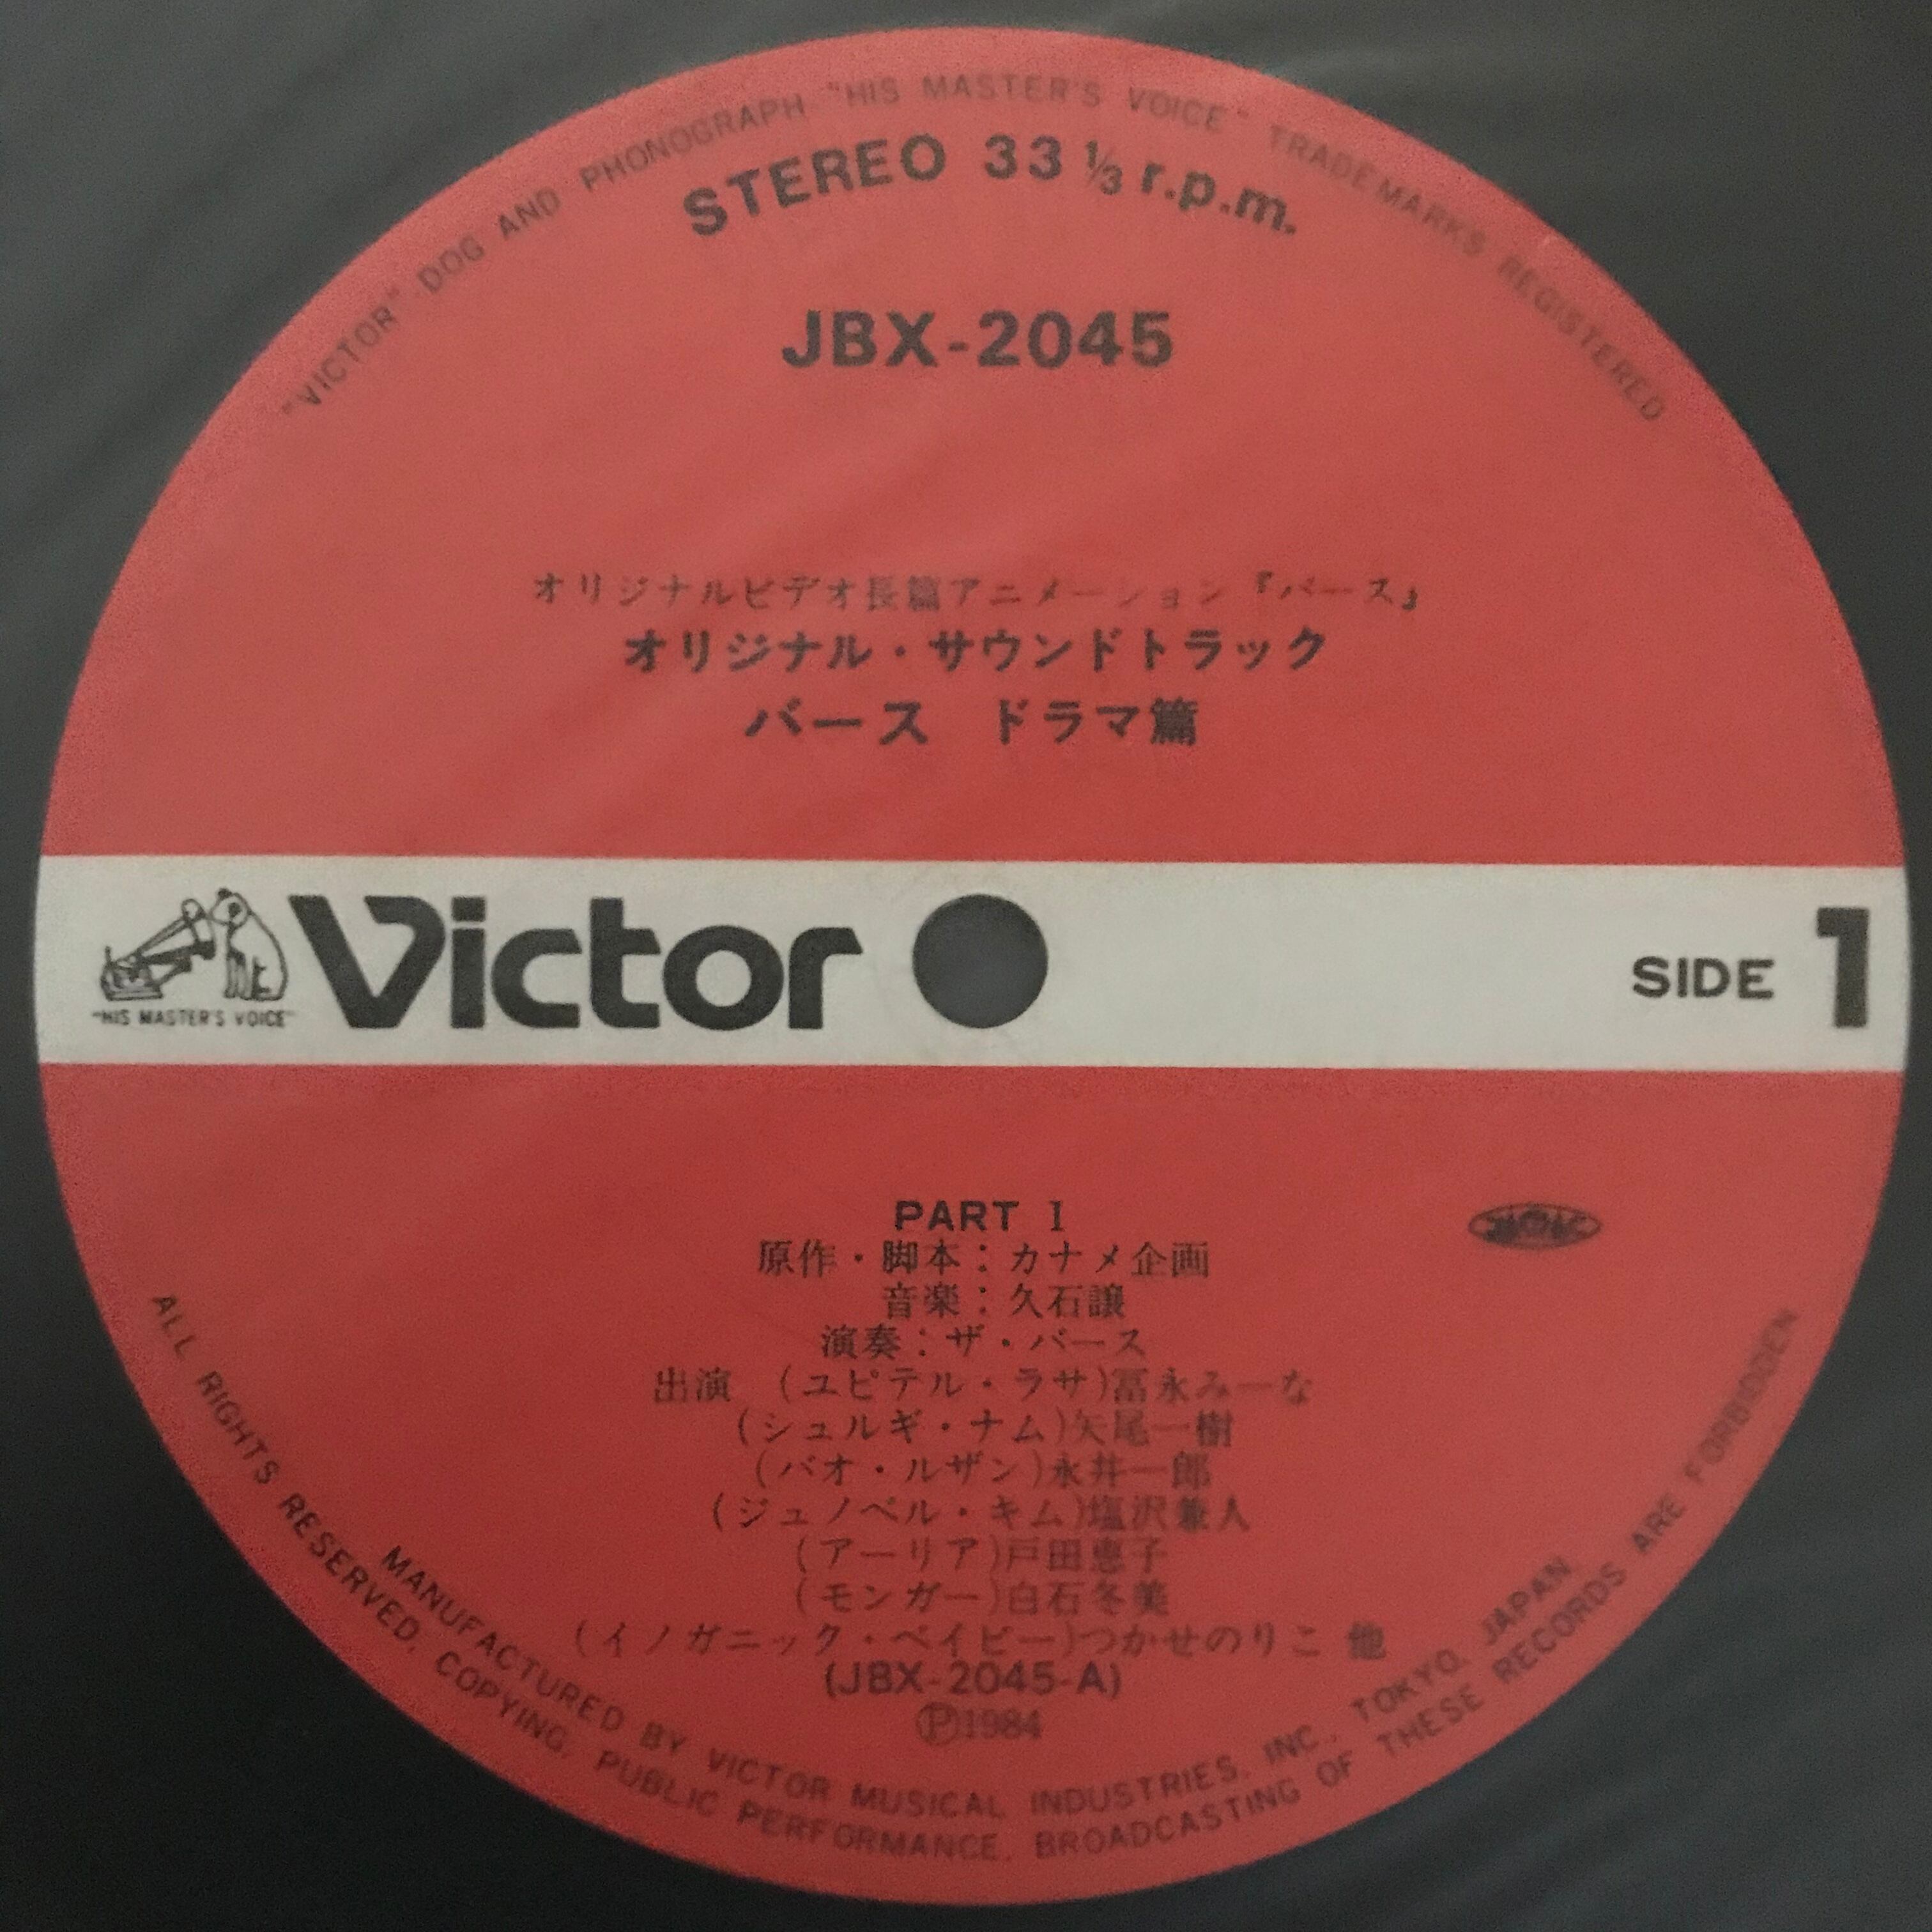 "VICTOR" DOG AND PHONOGRAPH "HIS MASTER'S VOICE" TRADEMARKS REGISTERED
STEREO 33 1/3 r.p.m.
JBX-2045
オリジナルビデオ長篇アニメーション『バース』
オリジナル・サウンドトラック
バース ドラマ篇
"HIS MASTER'S VOICE"
Victor
SIDE 1
PART I
原作・脚本：カナメ企画
音楽：久石譲
演奏：ザ・バース
出演 (ユピテル・ラサ)冨永みーな
(シュルギ・ナム)矢尾一樹
(バオ・ルザン)永井一郎
(ジュノベル・キム)塩沢兼人
(アーリア)戸田恵子
(モンガー)白石冬美
(イノガニック・ベイビー)つかせのりこ 他
(JBX-2045-A)
Ⓟ1984
MANUFACTURED BY VICTOR MUSICAL INDUSTRIES, INC., TOKYO, JAPAN
ALL RIGHTS RESERVED. COPYING, PUBLIC PERFORMANCE, BROADCASTING OF THESE RECORDS ARE FORBIDDEN